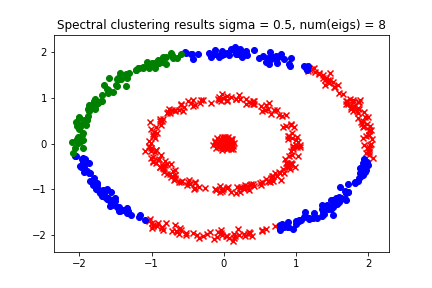 Spectral clustering results sigma = 0.5, num(eigs) = 8
2
1
0
−1
−2
−2 −1 0 1 2